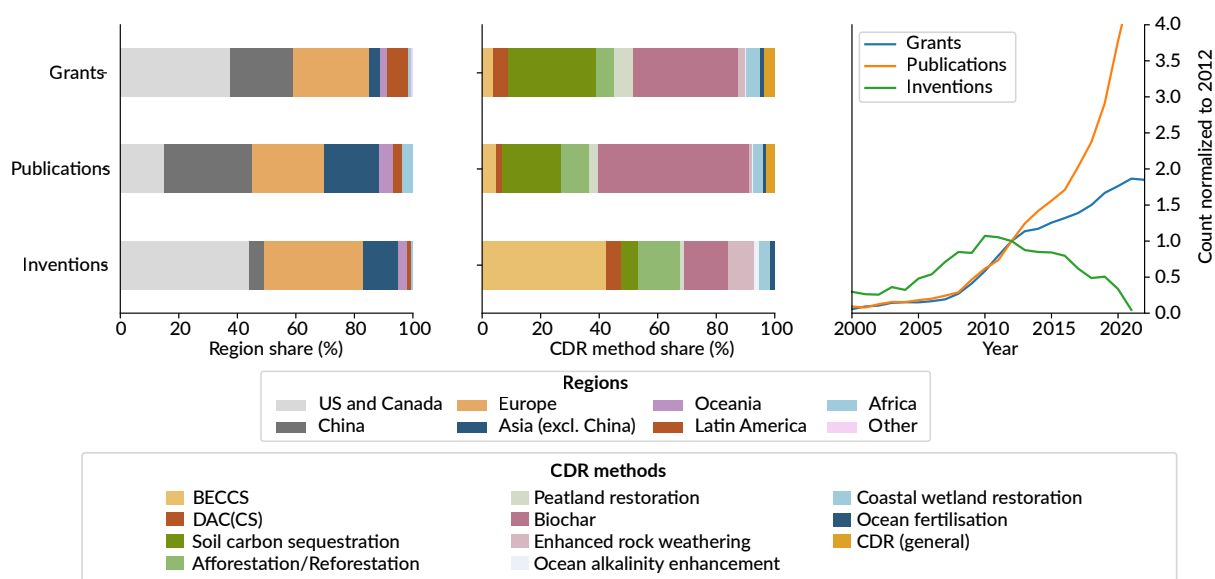 Grants
Publications
Inventions
0 20 40 60 80 100
Region share (%)
0 20 40 60 80 100
CDR method share (%)
Grants
Publications
Inventions
4.0
3.5
3.0
2.5
2.0
1.5
1.0
0.5
0.0
Count normalized to 2012
2000 2005 2010 2015 2020
Year
Regions
US and Canada Europe Oceania Africa
China Asia (excl. China) Latin America Other
CDR methods
BECCS Peatland restoration Coastal wetland restoration
DAC(CS) Biochar Ocean fertilisation
Soil carbon sequestration Enhanced rock weathering CDR (general)
Afforestation/Reforestation Ocean alkalinity enhancement